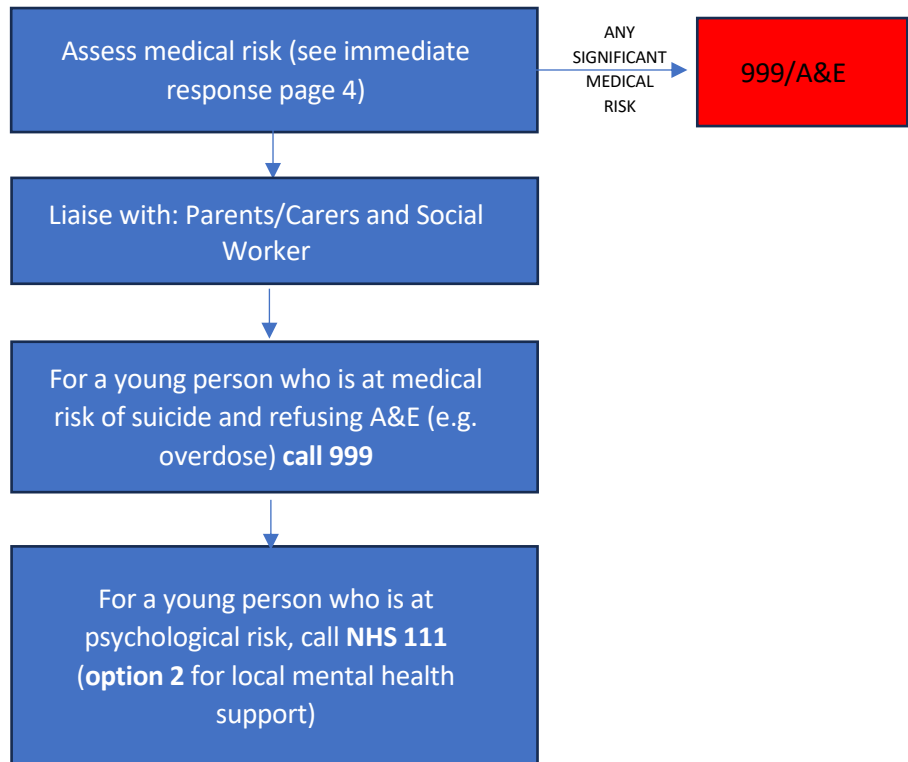 Assess medical risk (see immediate
response page 4)
ANY
SIGNIFICANT
MEDICAL
RISK
999/A&E
Liaise with: Parents/Carers and Social
Worker
For a young person who is at medical
risk of suicide and refusing A&E (e.g.
overdose) call 999
For a young person who is at
psychological risk, call NHS 111
(option 2 for local mental health
support)